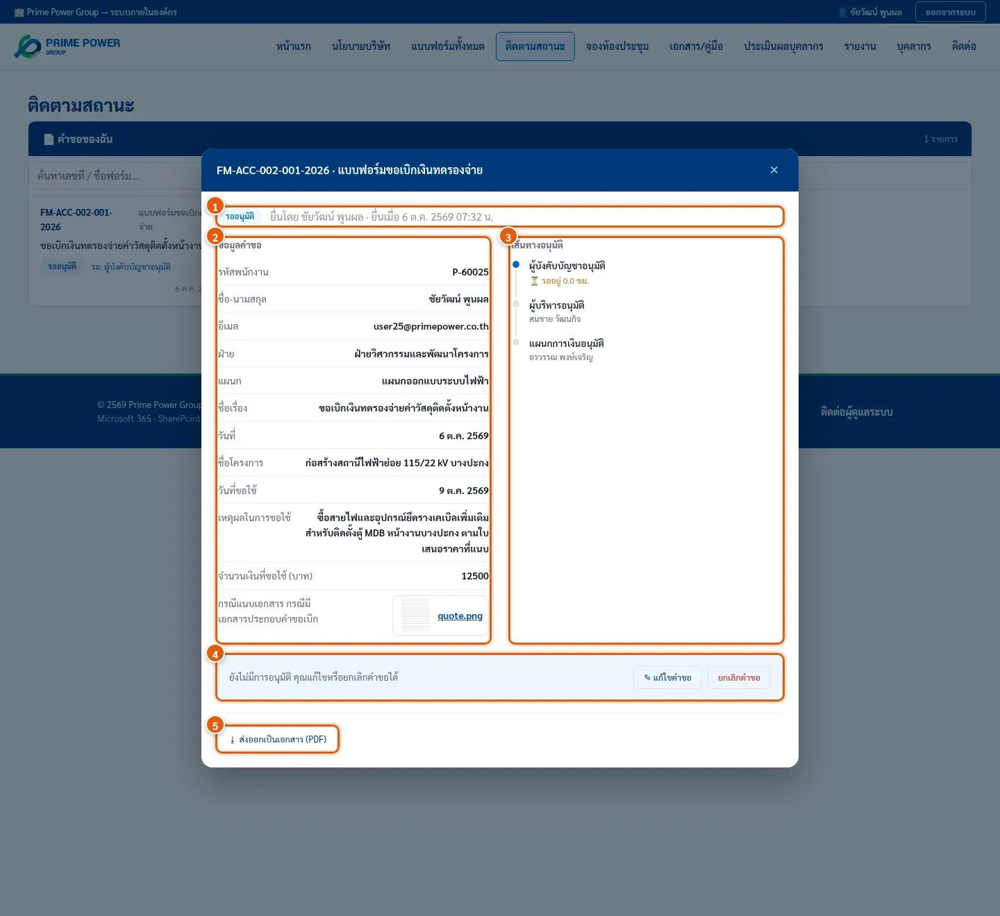 Prime Power Group — ระบบภายในองค์กร
ชัยวัฒน์ พูนผล
ออกจากระบบ
PRIME POWER
GROUP
หน้าแรก
นโยบายบริษัท
แบบฟอร์มทั้งหมด
ติดตามสถานะ
จองห้องประชุม
เอกสาร/คู่มือ
ประเมินผลบุคลากร
รายงาน
บุคลากร
ติดต่อ
ติดตามสถานะ
คำขอของฉัน
1 รายการ
ค้นหาเลขที่ / ชื่อฟอร์ม...
FM-ACC-002-001-2026
แบบฟอร์มขอเบิกเ
จ่าย
ขอเบิกเงินทดรองจ่ายค่าวัสดุติดตั้งหน้างาน
รออนุมัติ
รอ: ผู้บังคับบัญชาอนุมัติ
6 ต.ค. 2
FM-ACC-002-001-2026 · แบบฟอร์มขอเบิกเงินทดรองจ่าย
×
1
รออนุมัติ
ยื่นโดย ชัยวัฒน์ พูนผล · ยื่นเมื่อ 6 ต.ค. 2569 07:32 น.
2
ข้อมูลคำขอ
รหัสพนักงาน P-60025
ชื่อ-นามสกุล ชัยวัฒน์ พูนผล
อีเมล user25@primepower.co.th
ฝ่าย ฝ่ายวิศวกรรมและพัฒนาโครงการ
แผนก แผนกออกแบบระบบไฟฟ้า
ชื่อเรื่อง ขอเบิกเงินทดรองจ่ายค่าวัสดุติดตั้งหน้างาน
วันที่ 6 ต.ค. 2569
ชื่อโครงการ ก่อสร้างสถานีไฟฟ้าย่อย 115/22 kV บางปะกง
วันที่ขอใช้ 9 ต.ค. 2569
เหตุผลในการขอใช้ ซื้อสายไฟและอุปกรณ์ยึดรางเคเบิลเพิ่มเติม
สำหรับติดตั้งตู้ MDB หน้างานบางปะกง ตามใบ
เสนอราคาที่แนบ
จำนวนเงินที่ขอใช้ (บาท) 12500
กรณีแนบเอกสาร กรณีมี
เอกสารประกอบคำขอเบิก
quote.png
3
เส้นทางอนุมัติ
ผู้บังคับบัญชาอนุมัติ
⏳ รออยู่ 0.0 ชม.
ผู้บริหารอนุมัติ
สมชาย วัฒนกิจ
แผนกการเงินอนุมัติ
อรวรรณ พงษ์เจริญ
4
ยังไม่มีการอนุมัติ คุณแก้ไขหรือยกเลิกคำขอได้
✎ แก้ไขคำขอ
ยกเลิกคำขอ
5
⤓ ส่งออกเป็นเอกสาร (PDF)
© 2569 Prime Power Group
Microsoft 365 · SharePoint
ติดต่อผู้ดูแลระบบ